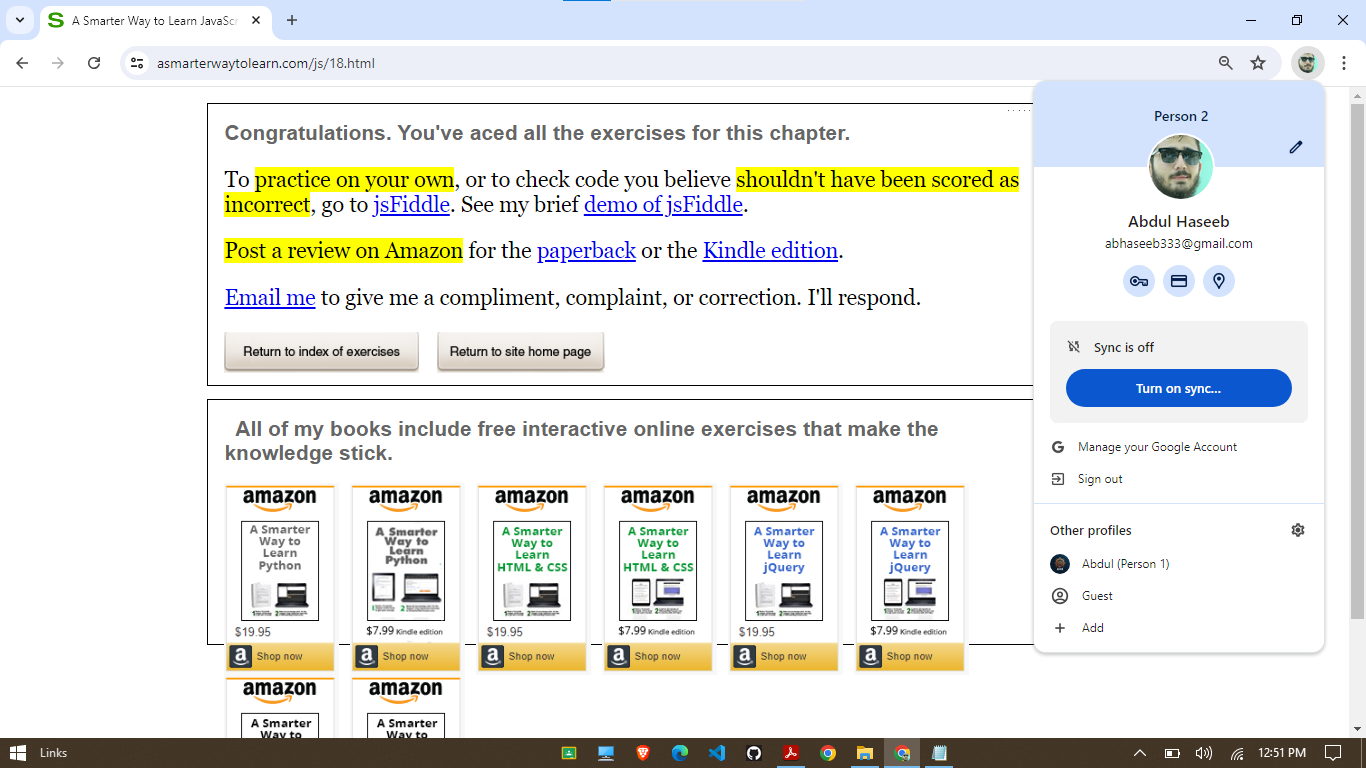 A Smarter Way to Learn JavaScr
asmarterwaytolearn.com/js/18.html
Congratulations. You've aced all the exercises for this chapter.
To practice on your own, or to check code you believe shouldn't have been scored as
incorrect, go to jsFiddle. See my brief demo of jsFiddle.
Post a review on Amazon for the paperback or the Kindle edition.
Email me to give me a compliment, complaint, or correction. I'll respond.
Return to index of exercises Return to site home page
All of my books include free interactive online exercises that make the
knowledge stick.
amazon amazon amazon amazon amazon amazon
A Smarter A Smarter A Smarter A Smarter A Smarter A Smarter
Way to Way to Way to Way to Way to Way to
Learn Learn Learn Learn Learn Learn
Python Python HTML & CSS HTML & CSS jQuery jQuery
$19.95 $7.99 Kindle edition $19.95 $7.99 Kindle edition $19.95 $7.99 Kindle edition
Shop now Shop now Shop now Shop now Shop now Shop now
amazon amazon
A Smarter A Smarter
Way to Way to
Person 2
Abdul Haseeb
abhaseeb333@gmail.com
Sync is off
Turn on sync...
Manage your Google Account
Sign out
Other profiles
Abdul (Person 1)
Guest
Add
Links
12:51 PM